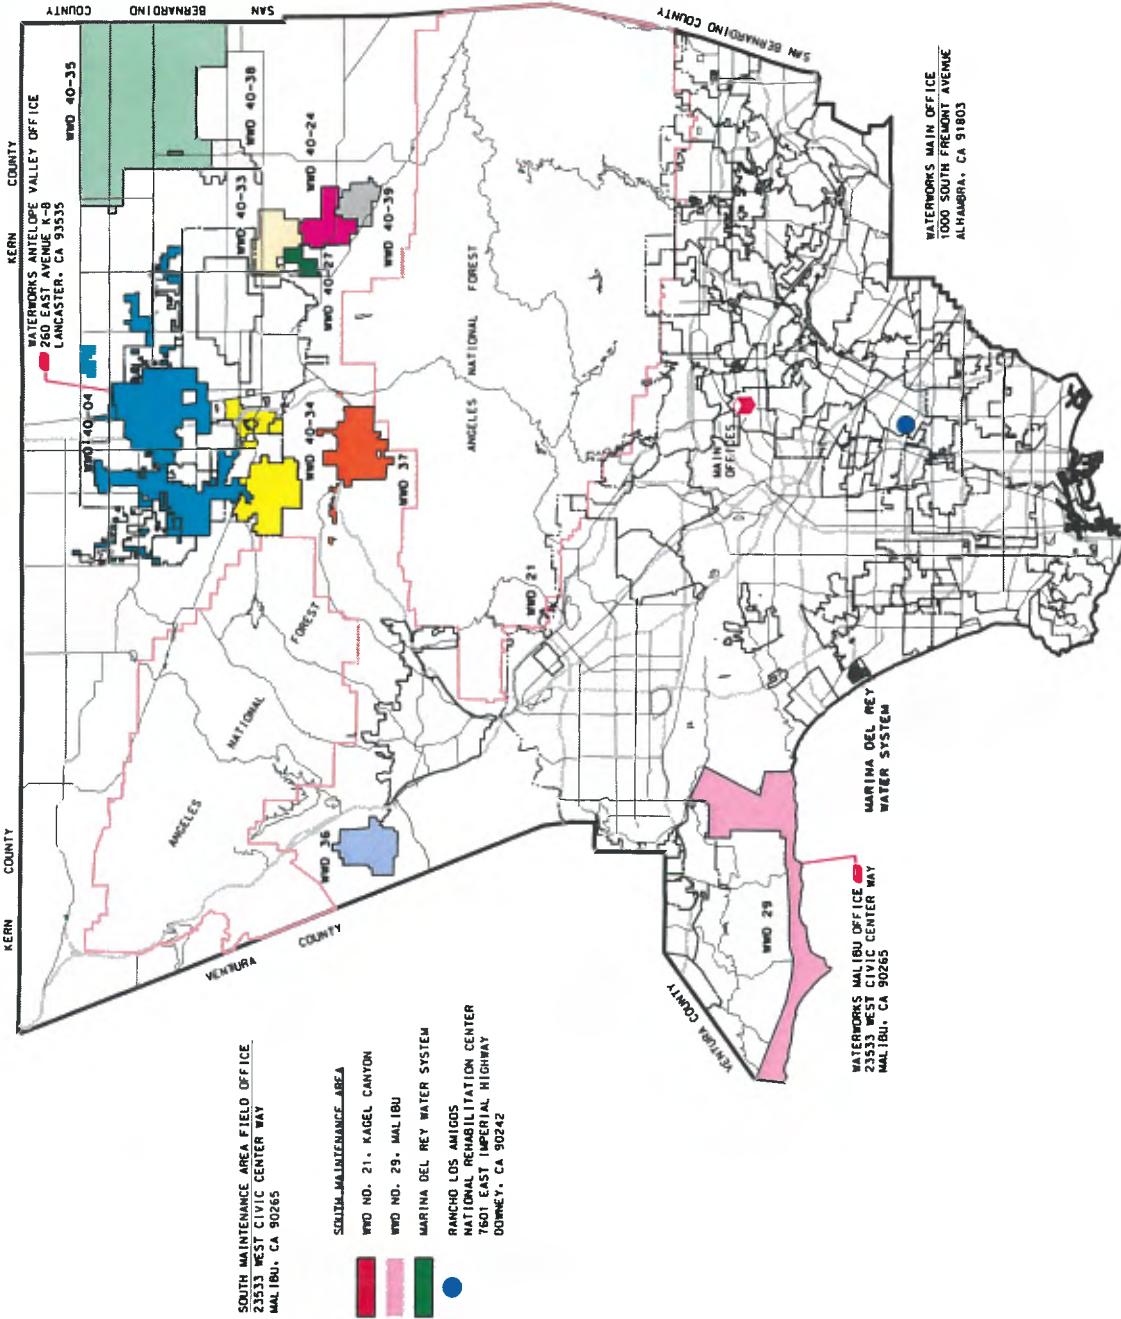 KERN COUNTY
KERN COUNTY
SAN BERNARDINO COUNTY
WATERWORKS ANTELOPE VALLEY OFFICE
260 EAST AVENUE K-8
LANCASTER, CA 93535
WWD 40-35
WWD 40-38
WWD 40-24
WWD 40-33
WWD 40-39
WWD 40-27
40-04
WWD 40-34
WWD 37
ANGELES NATIONAL FOREST
ANGELES NATIONAL FOREST
WWD 36
WWD 21
VENTURA COUNTY
SAN BERNARDINO COUNTY
MAIN
OFFICES
WATERWORKS MAIN OFFICE
1000 SOUTH FREMONT AVENUE
ALHAMBRA, CA 91803
MARINA DEL REY
WATER SYSTEM
WWD 29
VENTURA COUNTY
WATERWORKS MALIBU OFFICE
23533 WEST CIVIC CENTER WAY
MALIBU, CA 90265
SOUTH MAINTENANCE AREA FIELD OFFICE
23533 WEST CIVIC CENTER WAY
MALIBU, CA 90265
SOUTH MAINTENANCE AREA
WWD NO. 21, KAGEL CANYON
WWD NO. 29, MALIBU
MARINA DEL REY WATER SYSTEM
RANCHO LOS AMIGOS
NATIONAL REHABILITATION CENTER
7601 EAST IMPERIAL HIGHWAY
DOWNEY, CA 90242